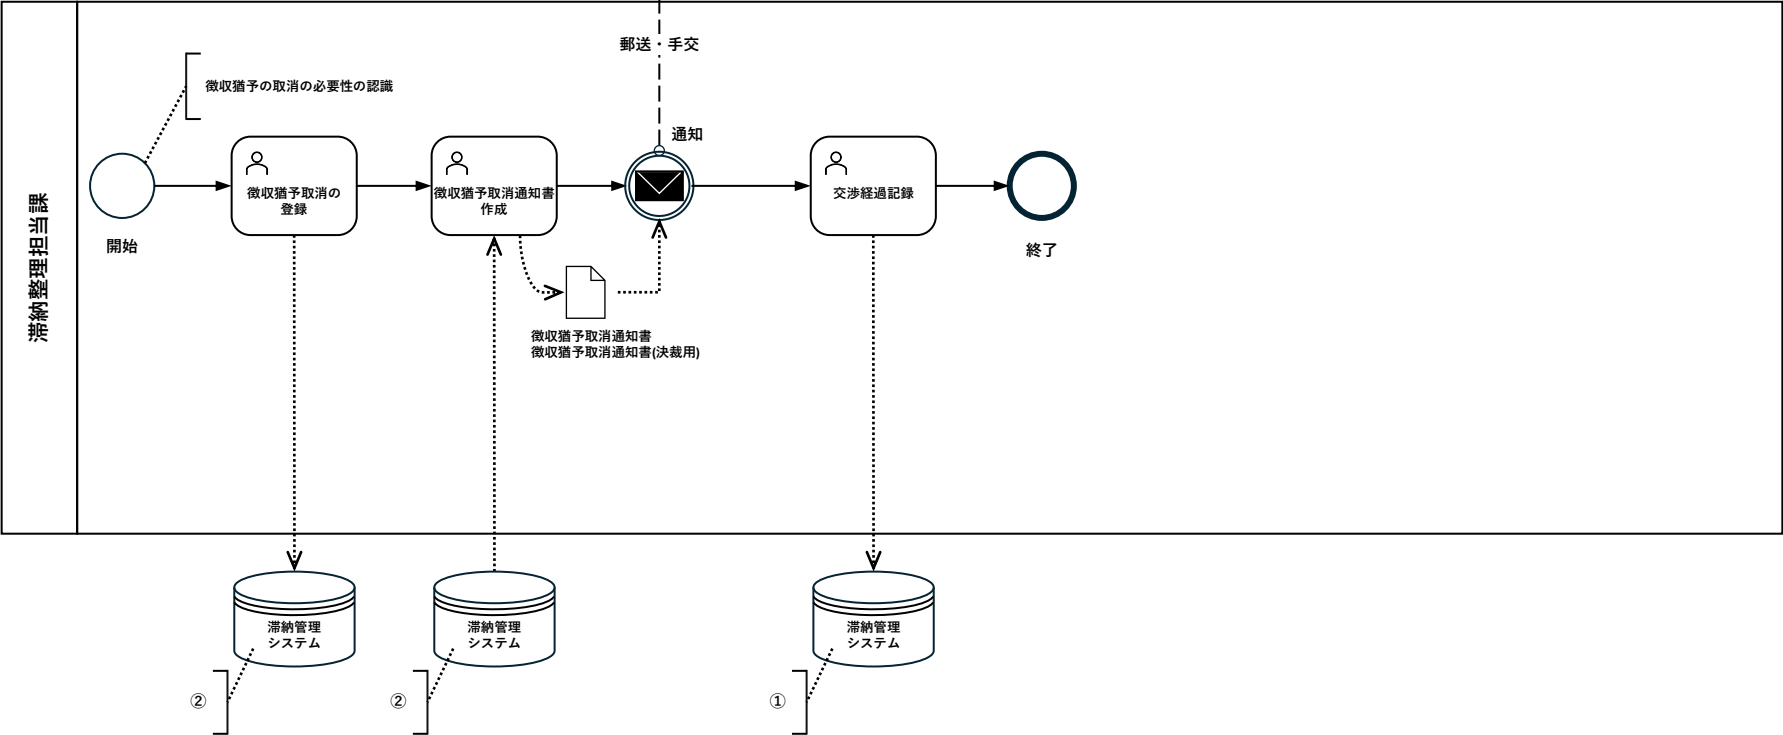 郵送・手交
徴収猶予の取消の必要性の認識
通知
徴収猶予取消の
登録
徴収猶予取消通知書
作成
交渉経過記録
開始
終了
滞納整理担当課
徴収猶予取消通知書
徴収猶予取消通知書(決裁用)
滞納管理
システム
滞納管理
システム
滞納管理
システム
②
②
①